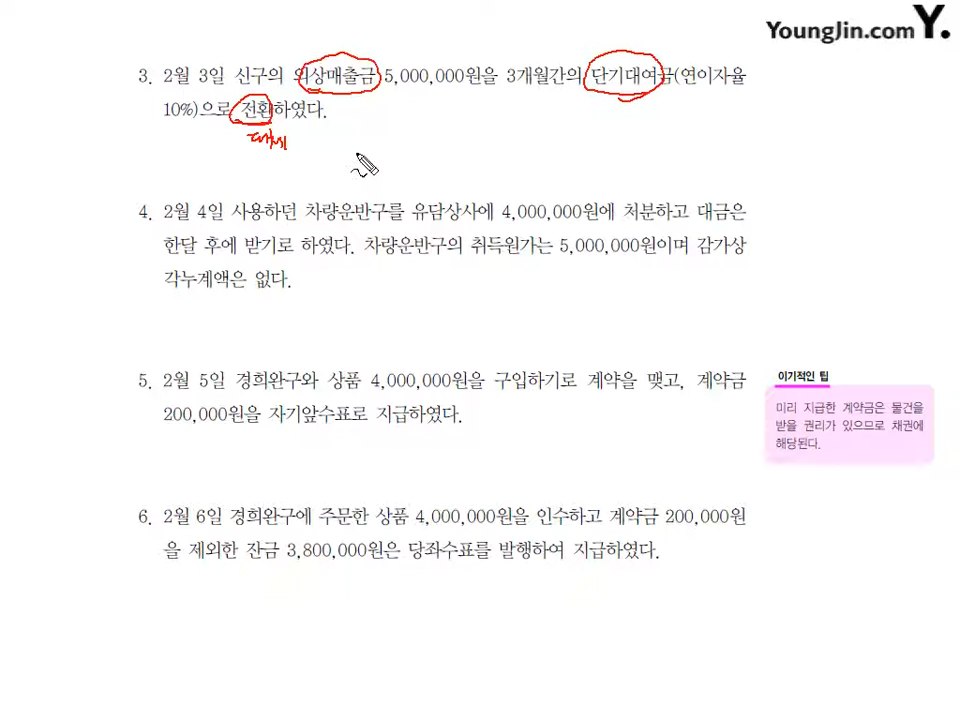 YoungJin.com Y.
3. 2월 3일 신구의 외상매출금 5,000,000원을 3개월간의 단기대여금(연이자율
10%)으로 전환하였다.
대체
4. 2월 4일 사용하던 차량운반구를 유담상사에 4,000,000원에 처분하고 대금은
한달 후에 받기로 하였다. 차량운반구의 취득원가는 5,000,000원이며 감가상
각누계액은 없다.
5. 2월 5일 경희완구와 상품 4,000,000원을 구입하기로 계약을 맺고, 계약금
200,000원을 자기앞수표로 지급하였다.
이기적인 팁
미리 지급한 계약금은 물건을
받을 권리가 있으므로 채권에
해당된다.
6. 2월 6일 경희완구에 주문한 상품 4,000,000원을 인수하고 계약금 200,000원
을 제외한 잔금 3,800,000원은 당좌수표를 발행하여 지급하였다.